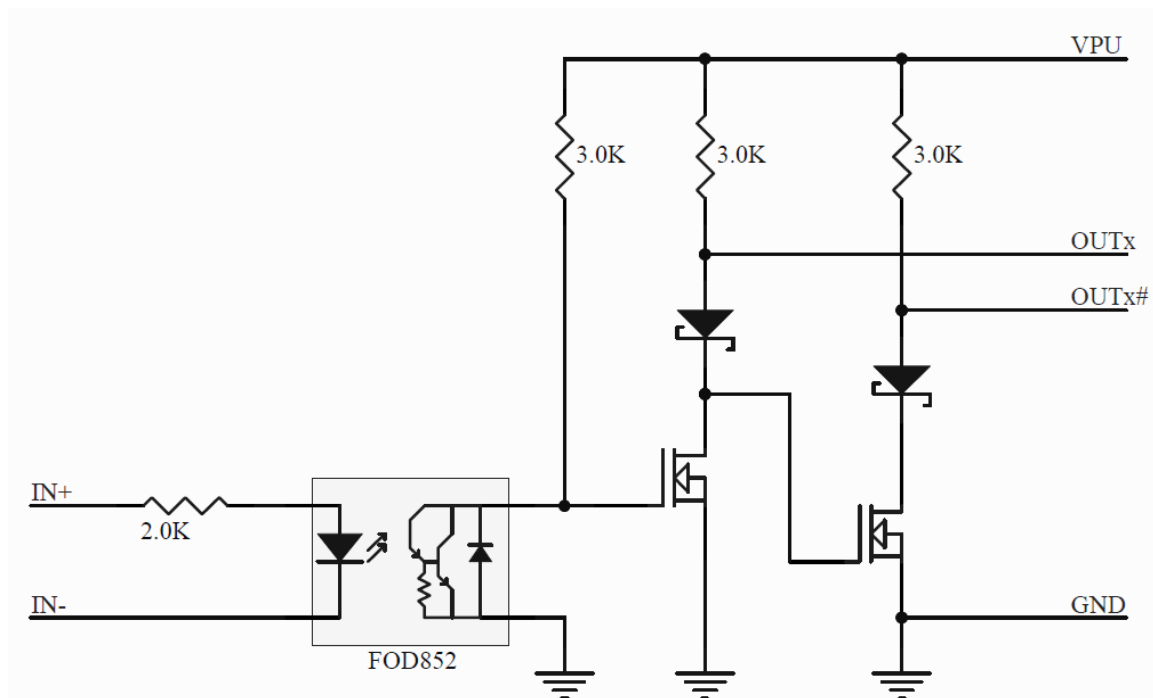 VPU
3.0K 3.0K 3.0K
OUTx
OUTx#
IN+
2.0K
IN-
GND
FOD852